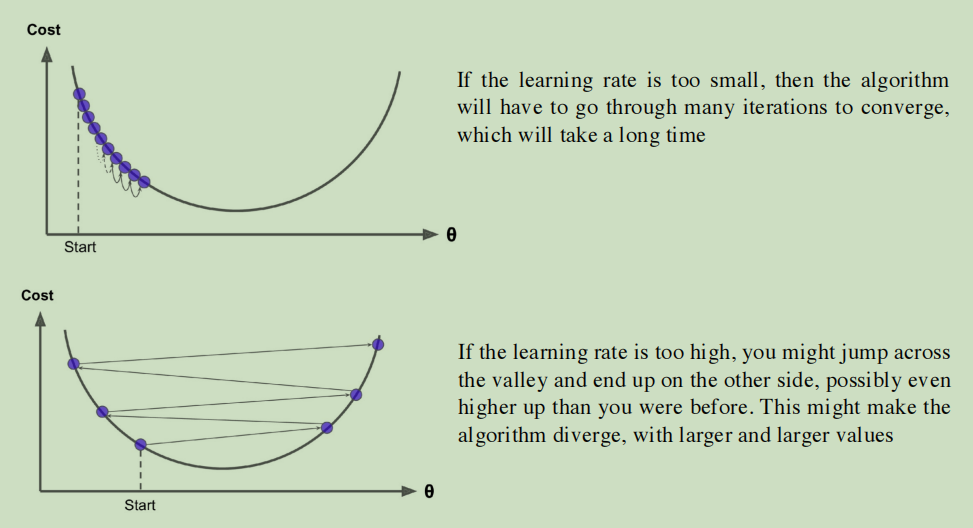 Cost
If the learning rate is too small, then the algorithm
will have to go through many iterations to converge,
which will take a long time
θ
Start
Cost
If the learning rate is too high, you might jump across
the valley and end up on the other side, possibly even
higher up than you were before. This might make the
algorithm diverge, with larger and larger values
θ
Start